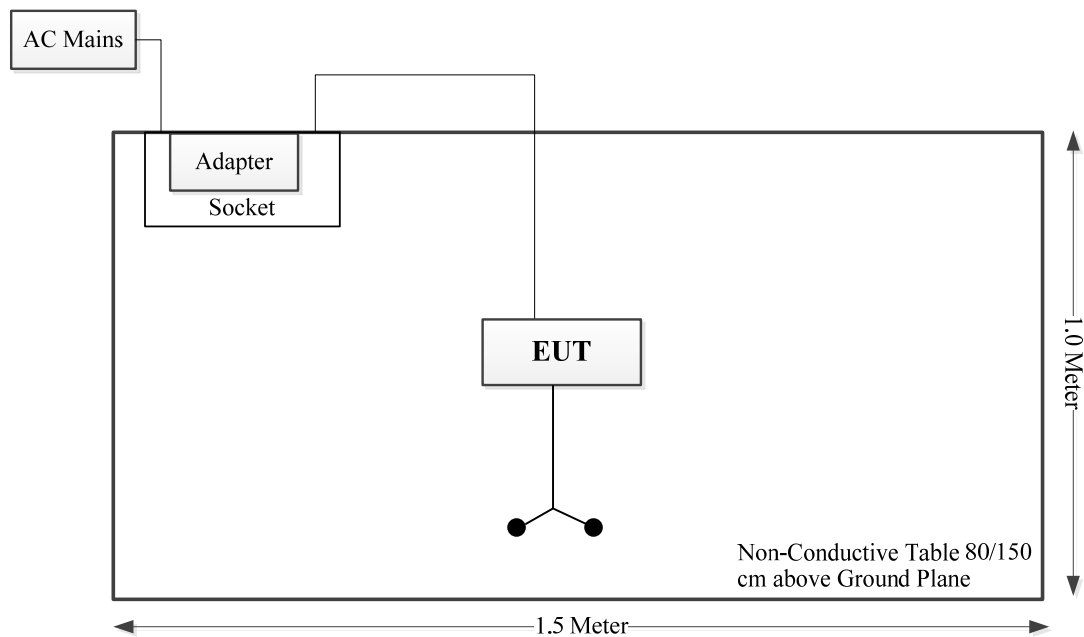 AC Mains
Adapter
Socket
EUT
1.0 Meter
Non-Conductive Table 80/150
cm above Ground Plane
1.5 Meter